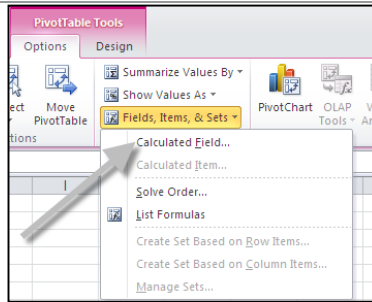 PivotTable Tools
Options Design
Summarize Values By
Show Values As
Fields, Items, & Sets
Move
PivotTable
PivotChart
OLAP
Tools
Calculated Field...
Calculated Item...
Solve Order...
List Formulas
Create Set Based on Row Items...
Create Set Based on Column Items...
Manage Sets...
I